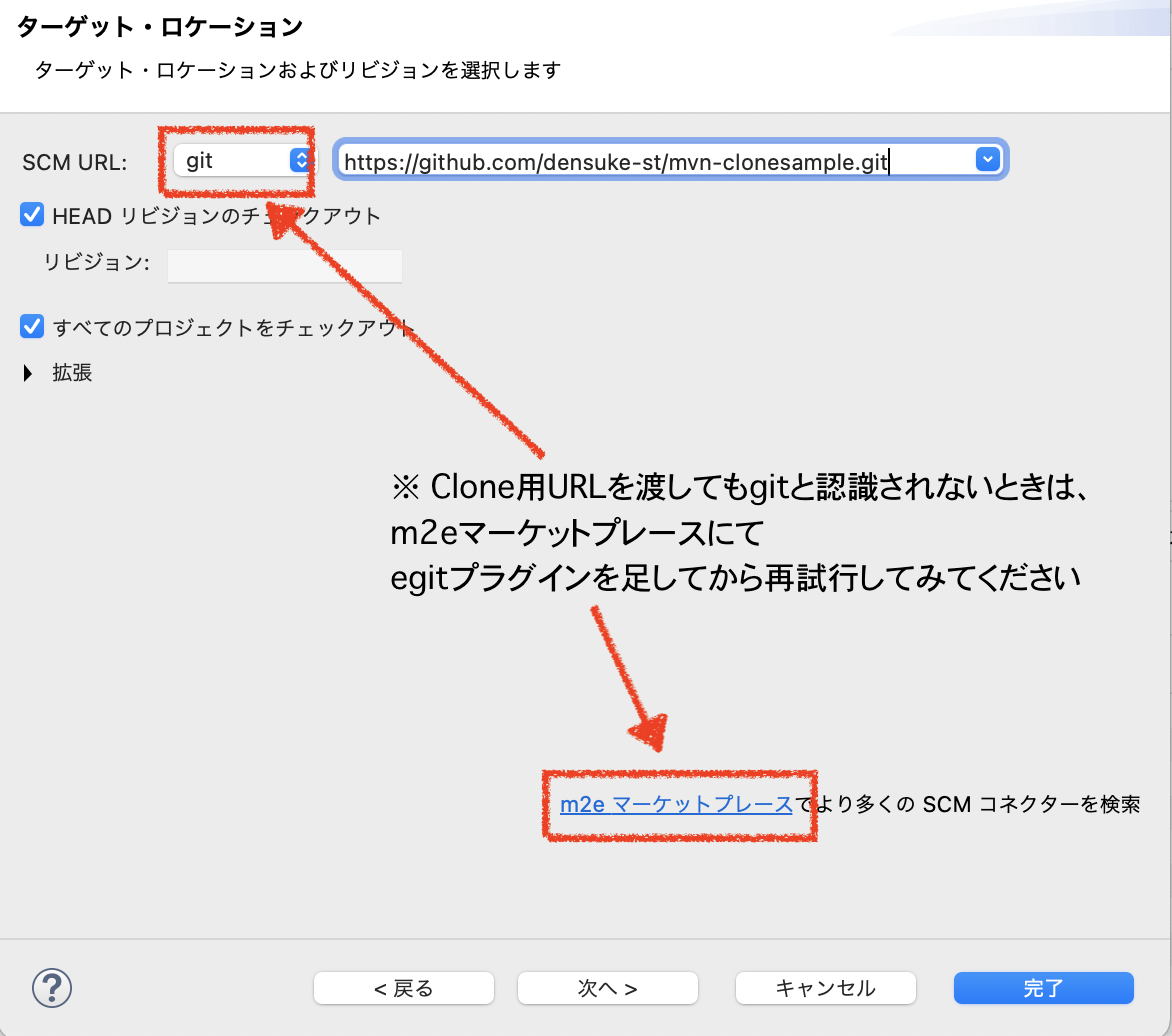 ターゲット・ロケーション
ターゲット・ロケーションおよびリビジョンを選択します
SCM URL: git https://github.com/densuke-st/mvn-clonesample.git
HEAD リビジョンのチェックアウト
リビジョン:
すべてのプロジェクトをチェックアウト
拡張
※ Clone用URLを渡してもgitと認識されないときは、
m2eマーケットプレースにて
egitプラグインを足してから再試行してみてください
m2e マーケットプレースでより多くの SCM コネクターを検索
? < 戻る 次へ > キャンセル 完了